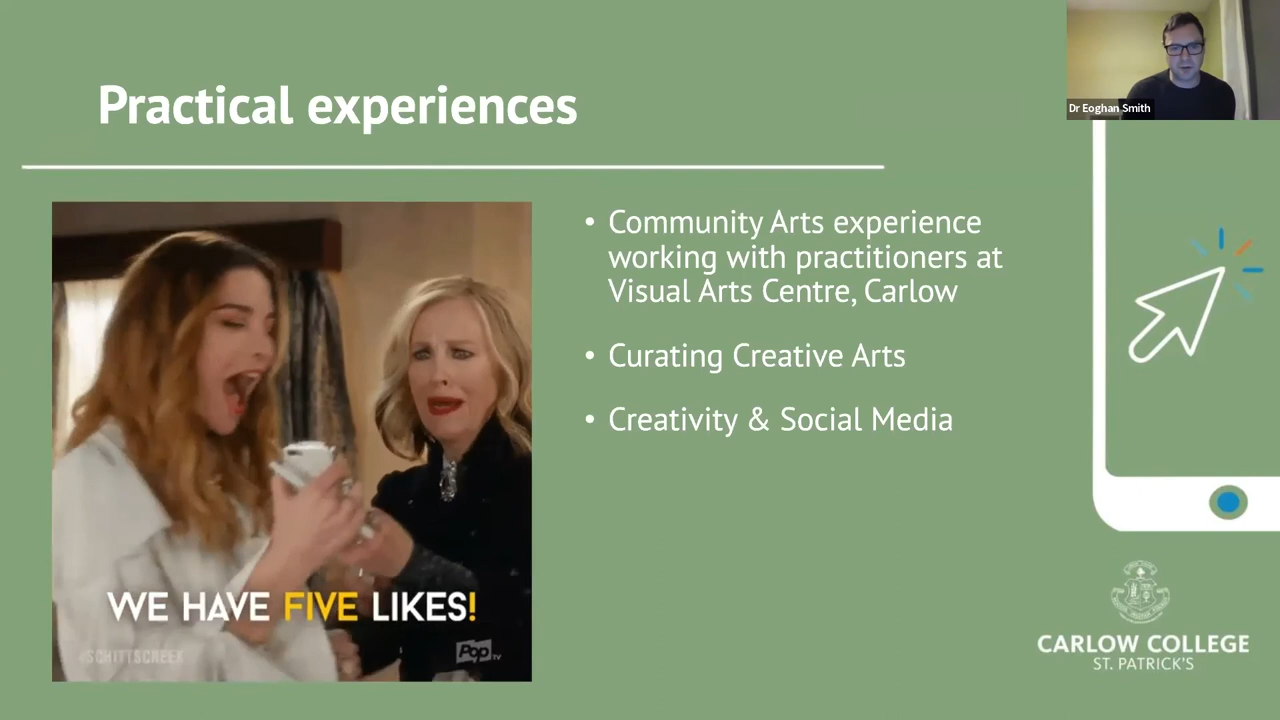 Dr Eoghan Smith
Practical experiences
• Community Arts experience
working with practitioners at
Visual Arts Centre, Carlow
• Curating Creative Arts
• Creativity & Social Media
WE HAVE FIVE LIKES!
#SCHITTSCREEK
Pop TV
CARLOW COLLEGE
ST. PATRICK'S